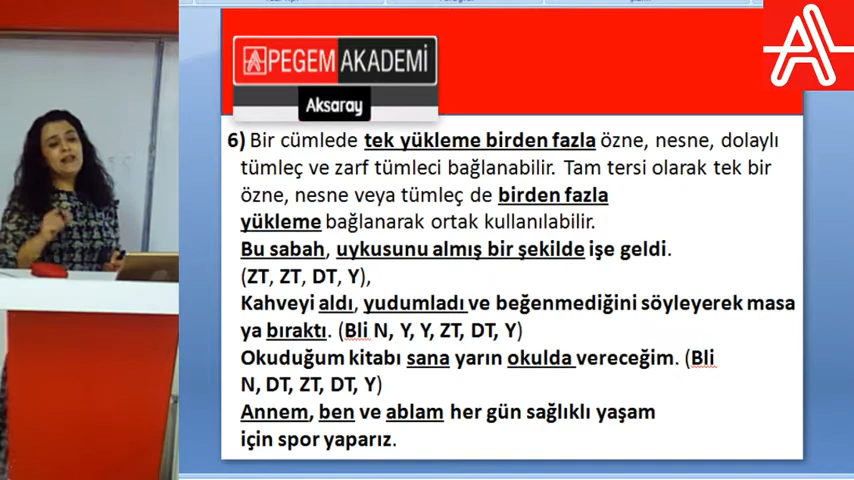 PEGEM AKADEMİ
Aksaray
6) Bir cümlede tek yükleme birden fazla özne, nesne, dolaylı
tümleç ve zarf tümleci bağlanabilir. Tam tersi olarak tek bir
özne, nesne veya tümleç de birden fazla
yükleme bağlanarak ortak kullanılabilir.
Bu sabah, uykusunu almış bir şekilde işe geldi.
(ZT, ZT, DT, Y),
Kahveyi aldı, yudumladı ve beğenmediğini söyleyerek masa
ya bıraktı. (Bli N, Y, Y, ZT, DT, Y)
Okuduğum kitabı sana yarın okulda vereceğim. (Bli
N, DT, ZT, DT, Y)
Annem, ben ve ablam her gün sağlıklı yaşam
için spor yaparız.